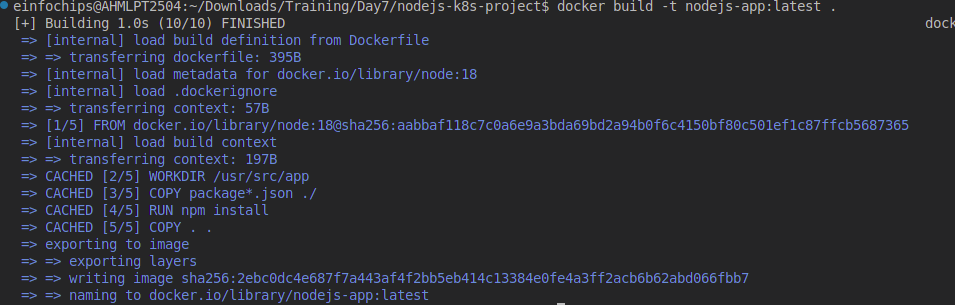 einfochips@AHMLPT2504:~/Downloads/Training/Day7/nodejs-k8s-project$ docker build -t nodejs-app:latest .
[+] Building 1.0s (10/10) FINISHED dock
=> [internal] load build definition from Dockerfile
=> => transferring dockerfile: 395B
=> [internal] load metadata for docker.io/library/node:18
=> [internal] load .dockerignore
=> => transferring context: 57B
=> [1/5] FROM docker.io/library/node:18@sha256:aabbaf118c7c0a6e9a3bda69bd2a94b0f6c4150bf80c501ef1c87ffcb5687365
=> [internal] load build context
=> => transferring context: 197B
=> CACHED [2/5] WORKDIR /usr/src/app
=> CACHED [3/5] COPY package*.json ./
=> CACHED [4/5] RUN npm install
=> CACHED [5/5] COPY . .
=> exporting to image
=> => exporting layers
=> => writing image sha256:2ebc0dc4e687f7a443af4f2bb5eb414c13384e0fe4a3ff2acb6b62abd066fbb7
=> => naming to docker.io/library/nodejs-app:latest